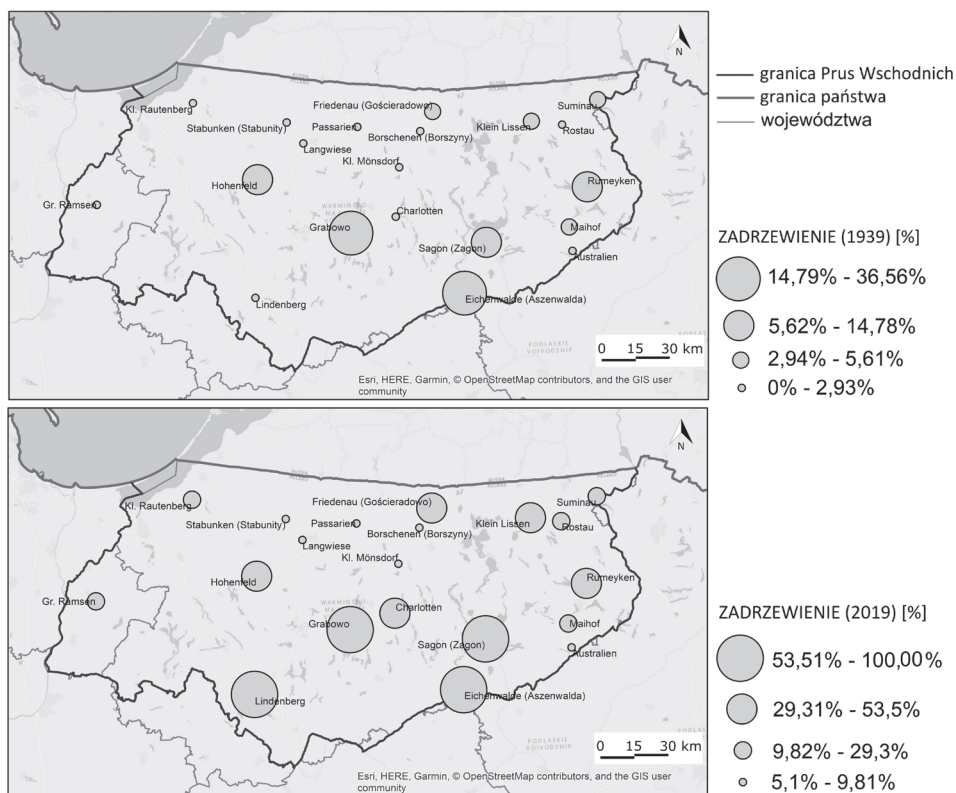 N
Friedenau (Gościeradowo)
Suminau
Kl. Rautenberg
Stabunken (Stabunity)
Passarien
Klein Lissen
Rostau
Borschenen (Borszyny)
Langwiese
Kl. Mönsdorf
Hohenfeld
Rumeyken
Gr. Ramsen
Charlotten
Grabowo
Maihof
Sagon (Zagon)
Australien
Lindenberg
Eichenwalde (Aszenwalda)
PODLASKIE
VOIVODSHIP
0 15 30 km
Esri, HERE, Garmin, © OpenStreetMap contributors, and the GIS user
community
granica Prus Wschodnich
granica państwa
województwa
ZADRZEWIENIE (1939) [%]
14,79% - 36,56%
5,62% - 14,78%
2,94% - 5,61%
0% - 2,93%
N
Friedenau (Gościeradowo)
Suminau
Kl. Rautenberg
Stabunken (Stabunity)
Passarien
Klein Lissen
Rostau
Borschenen (Borszyny)
Langwiese
Kl. Mönsdorf
Hohenfeld
Rumeyken
Gr. Ramsen
Charlotten
Grabowo
Maihof
Sagon (Zagon)
Australien
Lindenberg
Eichenwalde (Aszenwalda)
PODLASKIE
VOIVODSHIP
0 15 30 km
Esri, HERE, Garmin, © OpenStreetMap contributors, and the GIS user
community
ZADRZEWIENIE (2019) [%]
53,51% - 100,00%
29,31% - 53,5%
9,82% - 29,3%
5,1% - 9,81%